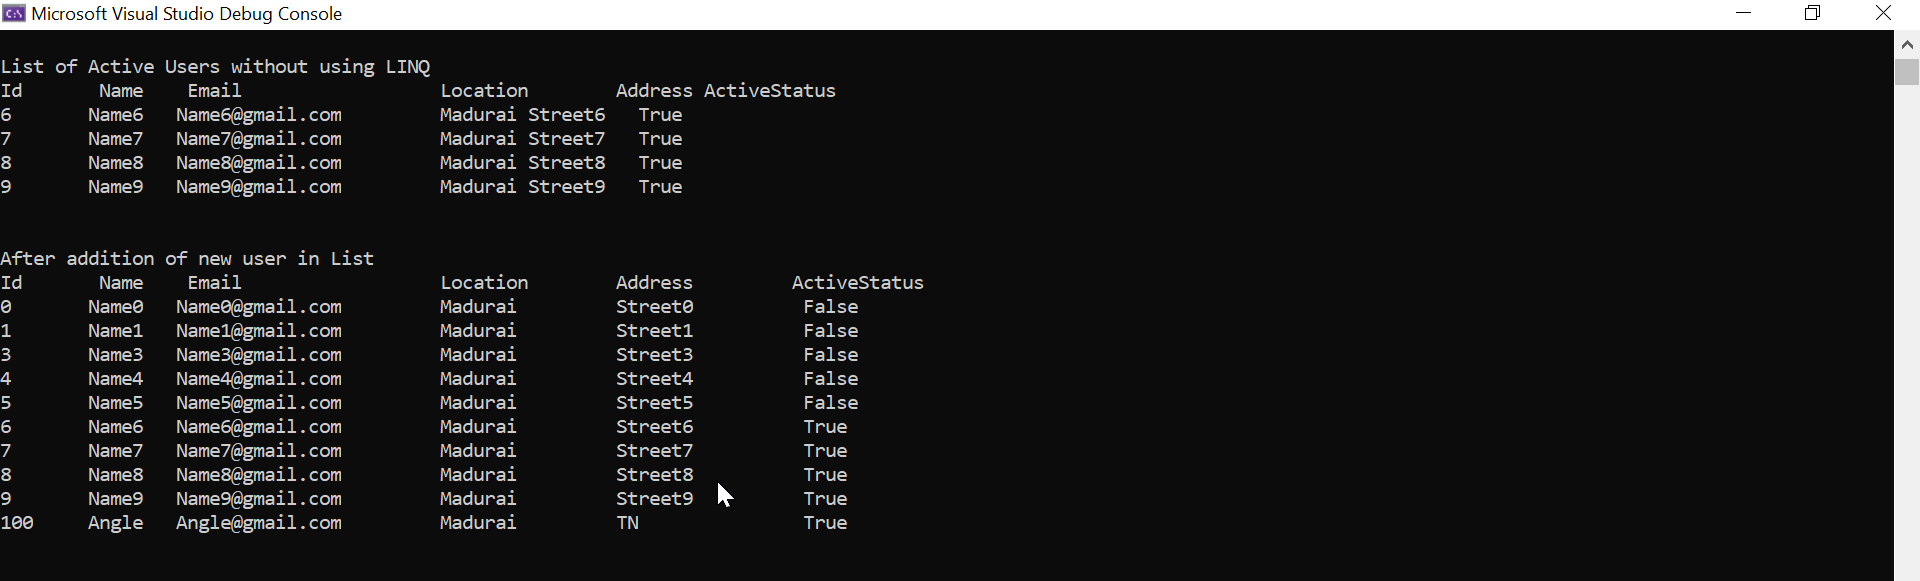 Microsoft Visual Studio Debug Console
List of Active Users without using LINQ
Id Name Email Location Address ActiveStatus
6 Name6 Name6@gmail.com Madurai Street6 True
7 Name7 Name7@gmail.com Madurai Street7 True
8 Name8 Name8@gmail.com Madurai Street8 True
9 Name9 Name9@gmail.com Madurai Street9 True
After addition of new user in List
Id Name Email Location Address ActiveStatus
0 Name0 Name0@gmail.com Madurai Street0 False
1 Name1 Name1@gmail.com Madurai Street1 False
3 Name3 Name3@gmail.com Madurai Street3 False
4 Name4 Name4@gmail.com Madurai Street4 False
5 Name5 Name5@gmail.com Madurai Street5 False
6 Name6 Name6@gmail.com Madurai Street6 True
7 Name7 Name7@gmail.com Madurai Street7 True
8 Name8 Name8@gmail.com Madurai Street8 True
9 Name9 Name9@gmail.com Madurai Street9 True
100 Angle Angle@gmail.com Madurai TN True